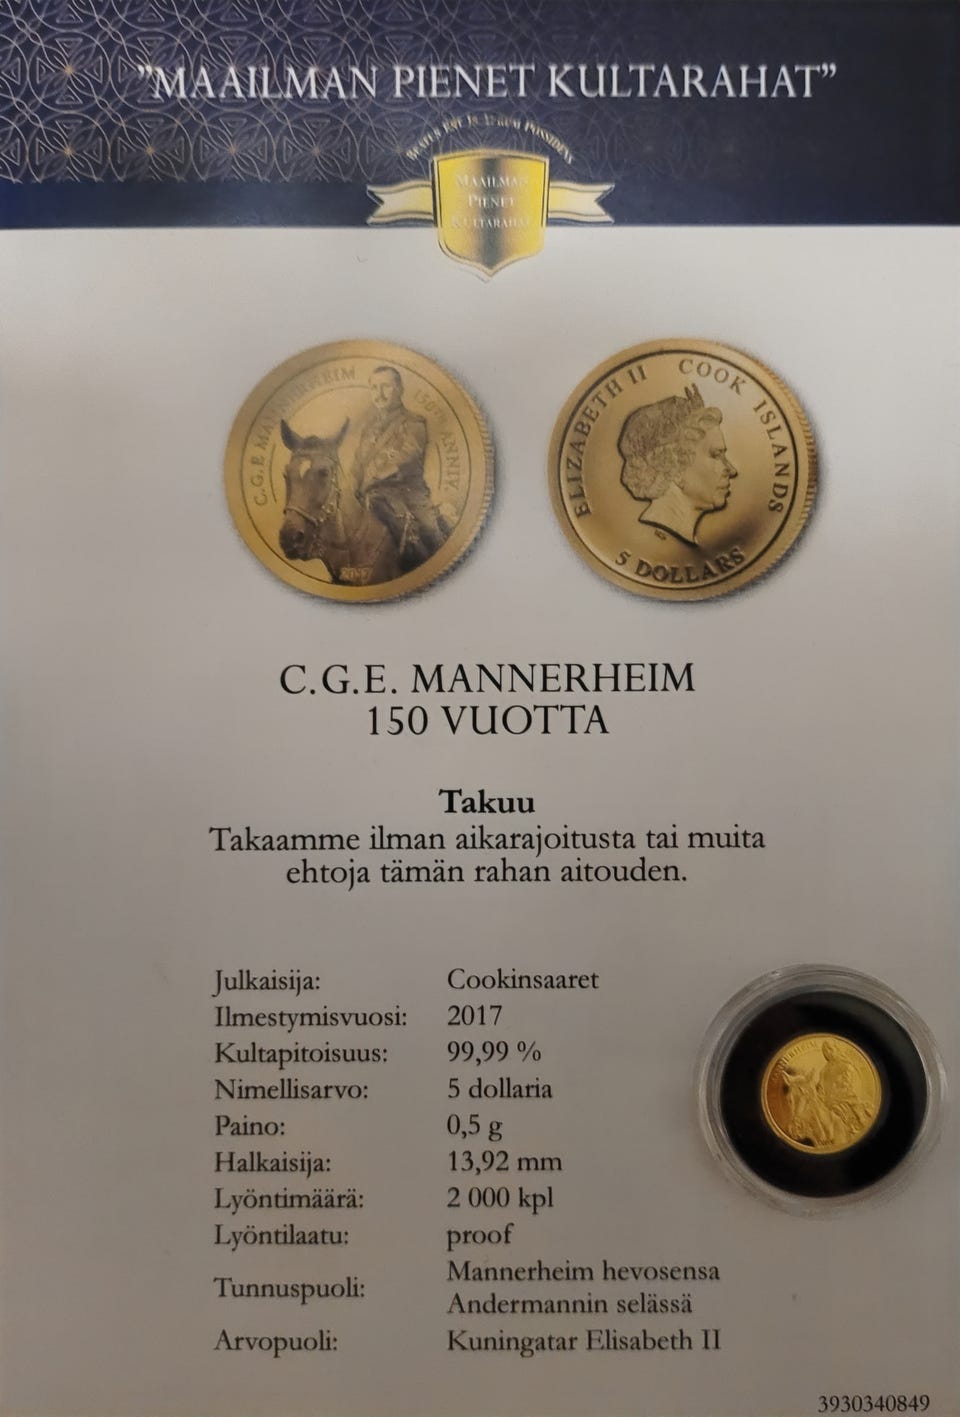 "MAAILMAN PIENET KULTARAHAT"
MAAILMAN
PIENET
KULTARAHAT
C.G.E MANNERHEIM 150TH ANNIV.
2017
ELIZABETH II COOK ISLANDS
5 DOLLARS
C.G.E. MANNERHEIM
150 VUOTTA
Takuu
Takaamme ilman aikarajoitusta tai muita
ehtoja tämän rahan aitouden.
Julkaisija: Cookinsaaret
Ilmestymisvuosi: 2017
Kultapitoisuus: 99,99 %
Nimellisarvo: 5 dollaria
Paino: 0,5 g
Halkaisija: 13,92 mm
Lyöntimäärä: 2 000 kpl
Lyöntilaatu: proof
Tunnuspuoli: Mannerheim hevosensa
Andermannin selässä
Arvopuoli: Kuningatar Elisabeth II
3930340849